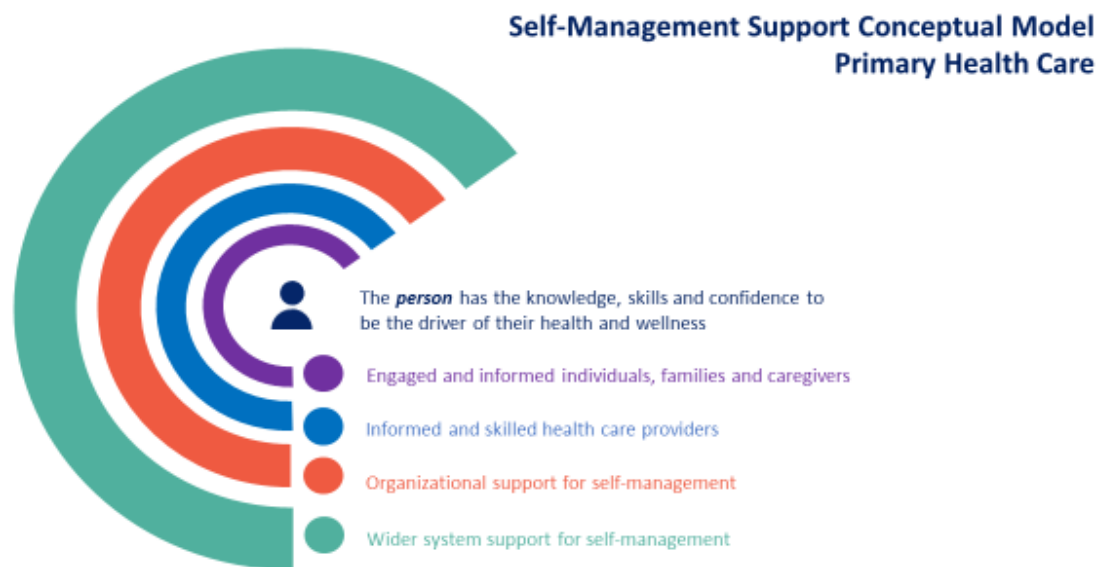 Self-Management Support Conceptual Model
Primary Health Care
The person has the knowledge, skills and confidence to
be the driver of their health and wellness
Engaged and informed individuals, families and caregivers
Informed and skilled health care providers
Organizational support for self-management
Wider system support for self-management